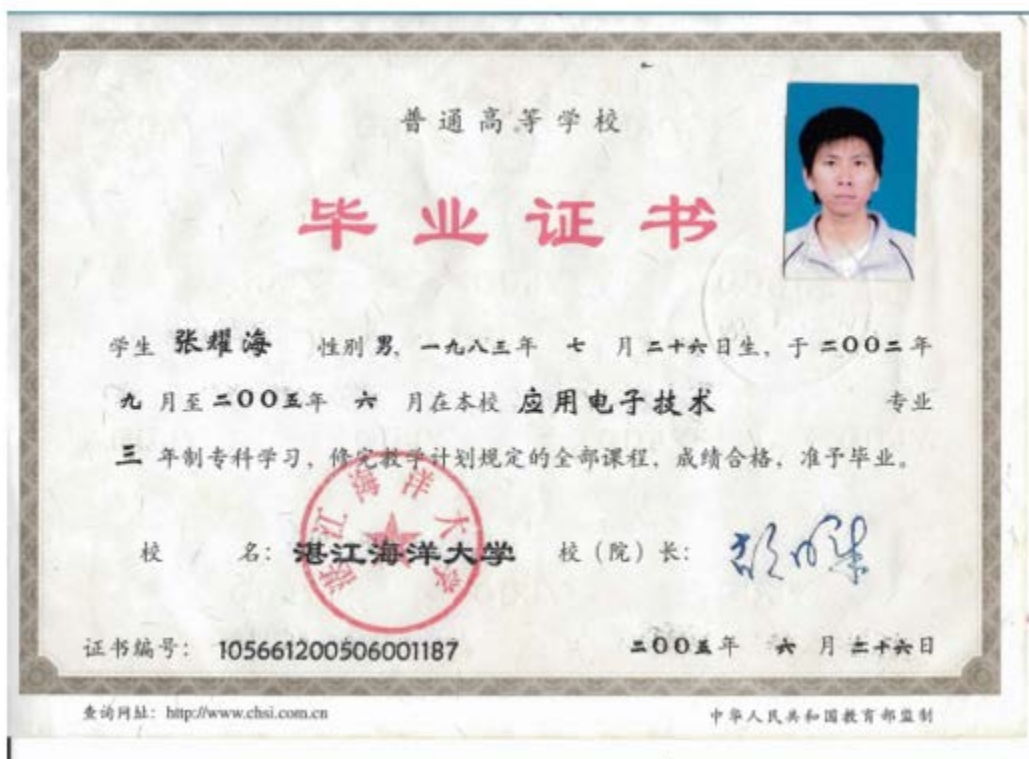 普通高等学校
毕业证书
学生 张耀海 性别 男, 一九八三年 七 月 二十六日生, 于 二00二年
九 月至 二00五年 六 月在本校 应用电子技术 专业
三 年制专科学习, 修完教学计划规定的全部课程, 成绩合格, 准予毕业。
湛江海洋大学
校 名: 湛江海洋大学 校(院)长:
证书编号: 105661200506001187 二00五年 六 月 二十六日
查询网址: http://www.chsi.com.cn 中华人民共和国教育部监制